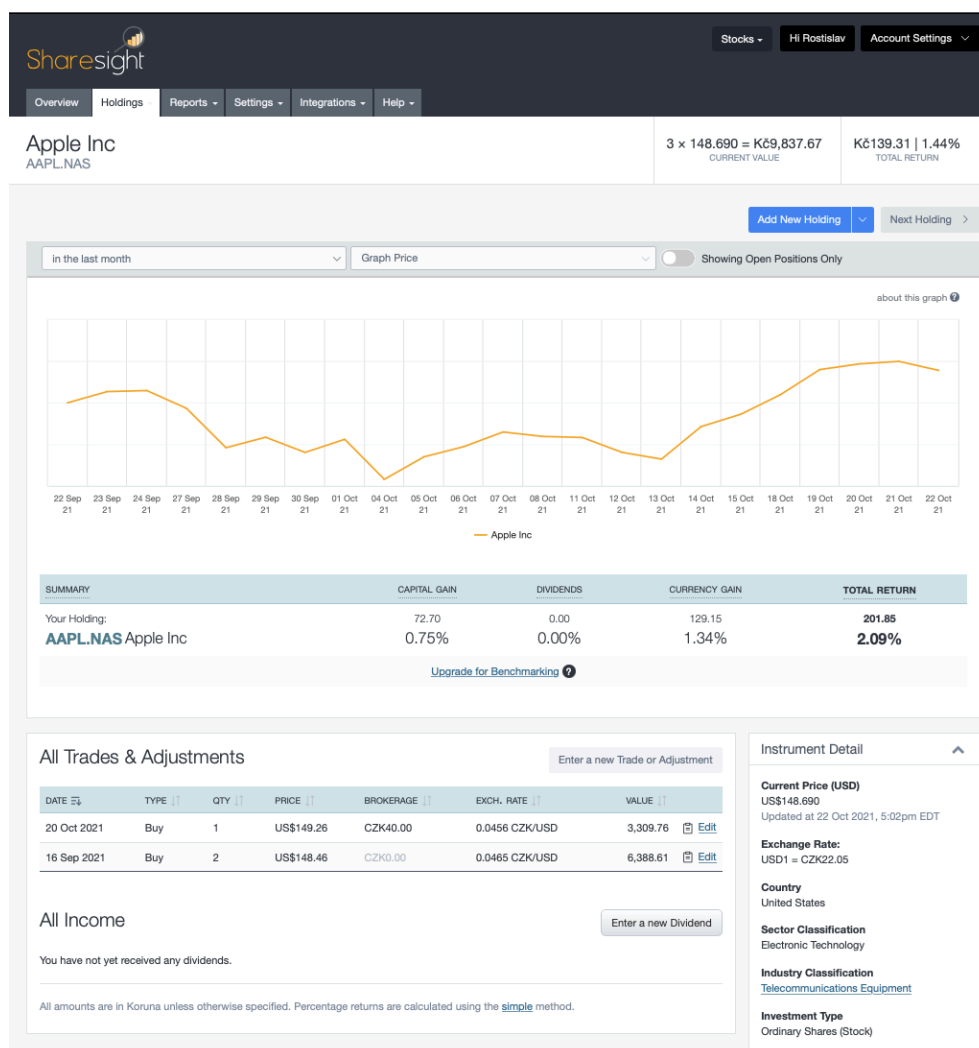 Sharesight
Stocks
Hi Rostislav
Account Settings
Overview
Holdings
Reports
Settings
Integrations
Help
Apple Inc
AAPL.NAS
3 × 148.690 = Kč9,837.67
CURRENT VALUE
Kč139.31 | 1.44%
TOTAL RETURN
Add New Holding
Next Holding
in the last month
Graph Price
Showing Open Positions Only
about this graph ?
22 Sep 23 Sep 24 Sep 27 Sep 28 Sep 29 Sep 30 Sep 01 Oct 04 Oct 05 Oct 06 Oct 07 Oct 08 Oct 11 Oct 12 Oct 13 Oct 14 Oct 15 Oct 18 Oct 19 Oct 20 Oct 21 Oct 22 Oct
21 21 21 21 21 21 21 21 21 21 21 21 21 21 21 21 21 21 21 21 21 21 21
Apple Inc
SUMMARY CAPITAL GAIN DIVIDENDS CURRENCY GAIN TOTAL RETURN
Your Holding: 72.70 0.00 129.15 201.85
AAPL.NAS Apple Inc 0.75% 0.00% 1.34% 2.09%
Upgrade for Benchmarking ?
All Trades & Adjustments
Enter a new Trade or Adjustment
DATE TYPE QTY PRICE BROKERAGE EXCH. RATE VALUE
20 Oct 2021 Buy 1 US$149.26 CZK40.00 0.0456 CZK/USD 3,309.76 Edit
16 Sep 2021 Buy 2 US$148.46 CZK0.00 0.0465 CZK/USD 6,388.61 Edit
All Income
Enter a new Dividend
You have not yet received any dividends.
All amounts are in Koruna unless otherwise specified. Percentage returns are calculated using the simple method.
Instrument Detail
Current Price (USD)
US$148.690
Updated at 22 Oct 2021, 5:02pm EDT
Exchange Rate:
USD1 = CZK22.05
Country
United States
Sector Classification
Electronic Technology
Industry Classification
Telecommunications Equipment
Investment Type
Ordinary Shares (Stock)